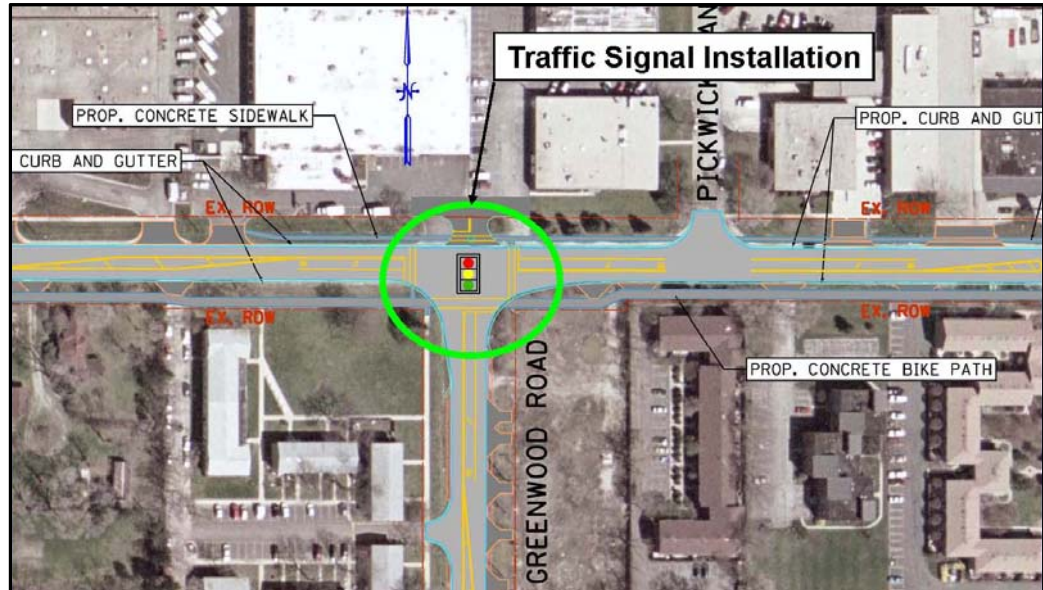 Traffic Signal Installation
PICKWICK AN
PROP. CONCRETE SIDEWALK
PROP. CURB AND GUT
CURB AND GUTTER
EX. ROW
EX. ROW
N
EX. ROW
EX. ROW
PROP. CONCRETE BIKE PATH
GREENWOOD ROAD